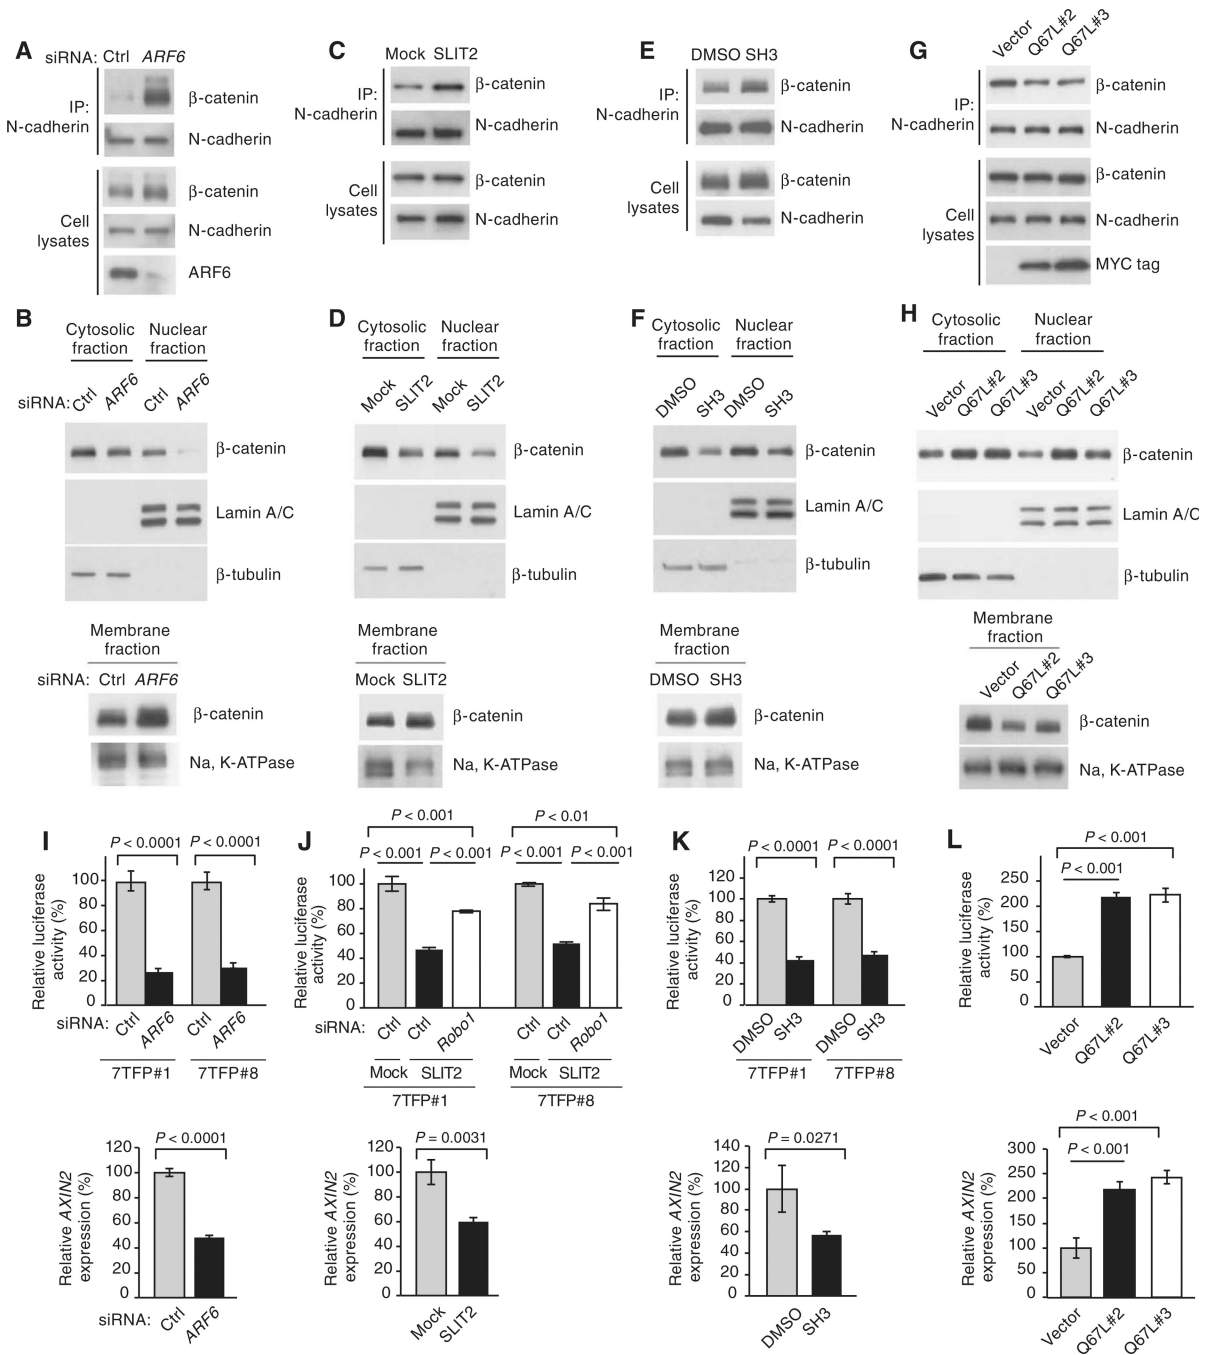 A
siRNA: Ctrl ARF6
IP:
N-cadherin
β-catenin
N-cadherin
Cell
lysates
β-catenin
N-cadherin
ARF6
C
Mock SLIT2
IP:
N-cadherin
β-catenin
N-cadherin
Cell
lysates
β-catenin
N-cadherin
E
DMSO SH3
IP:
N-cadherin
β-catenin
N-cadherin
Cell
lysates
β-catenin
N-cadherin
G
Vector Q67L#2 Q67L#3
IP:
N-cadherin
β-catenin
N-cadherin
Cell
lysates
β-catenin
N-cadherin
MYC tag
B
Cytosolic
fraction
Nuclear
fraction
siRNA: Ctrl ARF6 Ctrl ARF6
β-catenin
Lamin A/C
β-tubulin
Membrane
fraction
siRNA: Ctrl ARF6
β-catenin
Na, K-ATPase
D
Cytosolic
fraction
Nuclear
fraction
Mock SLIT2 Mock SLIT2
β-catenin
Lamin A/C
β-tubulin
Membrane
fraction
Mock SLIT2
β-catenin
Na, K-ATPase
F
Cytosolic
fraction
Nuclear
fraction
DMSO SH3 DMSO SH3
β-catenin
Lamin A/C
β-tubulin
Membrane
fraction
DMSO SH3
β-catenin
Na, K-ATPase
H
Cytosolic
fraction
Nuclear
fraction
Vector Q67L#2 Q67L#3 Vector Q67L#2 Q67L#3
β-catenin
Lamin A/C
β-tubulin
Membrane
fraction
Vector Q67L#2 Q67L#3
β-catenin
Na, K-ATPase
I
P < 0.0001 P < 0.0001
Relative luciferase
activity (%)
100
80
60
40
20
0
siRNA: Ctrl ARF6 Ctrl ARF6
7TFP#1 7TFP#8
P < 0.0001
Relative AXIN2
expression (%)
120
100
80
60
40
20
0
siRNA: Ctrl ARF6
J
P < 0.001 P < 0.01
P < 0.001 P < 0.001 P < 0.001 P < 0.001
Relative luciferase
activity (%)
100
80
60
40
20
0
siRNA: Ctrl Ctrl Robo1 Ctrl Ctrl Robo1
Mock SLIT2 Mock SLIT2
7TFP#1 7TFP#8
P = 0.0031
Relative AXIN2
expression (%)
120
100
80
60
40
20
0
Mock SLIT2
K
P < 0.0001 P < 0.0001
Relative luciferase
activity (%)
120
100
80
60
40
20
0
DMSO SH3 DMSO SH3
7TFP#1 7TFP#8
P = 0.0271
Relative AXIN2
expression (%)
140
120
100
80
60
40
20
0
DMSO SH3
L
P < 0.001
P < 0.001
Relative luciferase
activity (%)
250
200
150
100
50
0
Vector Q67L#2 Q67L#3
P < 0.001
P < 0.001
Relative AXIN2
expression (%)
300
250
200
150
100
50
0
Vector Q67L#2 Q67L#3